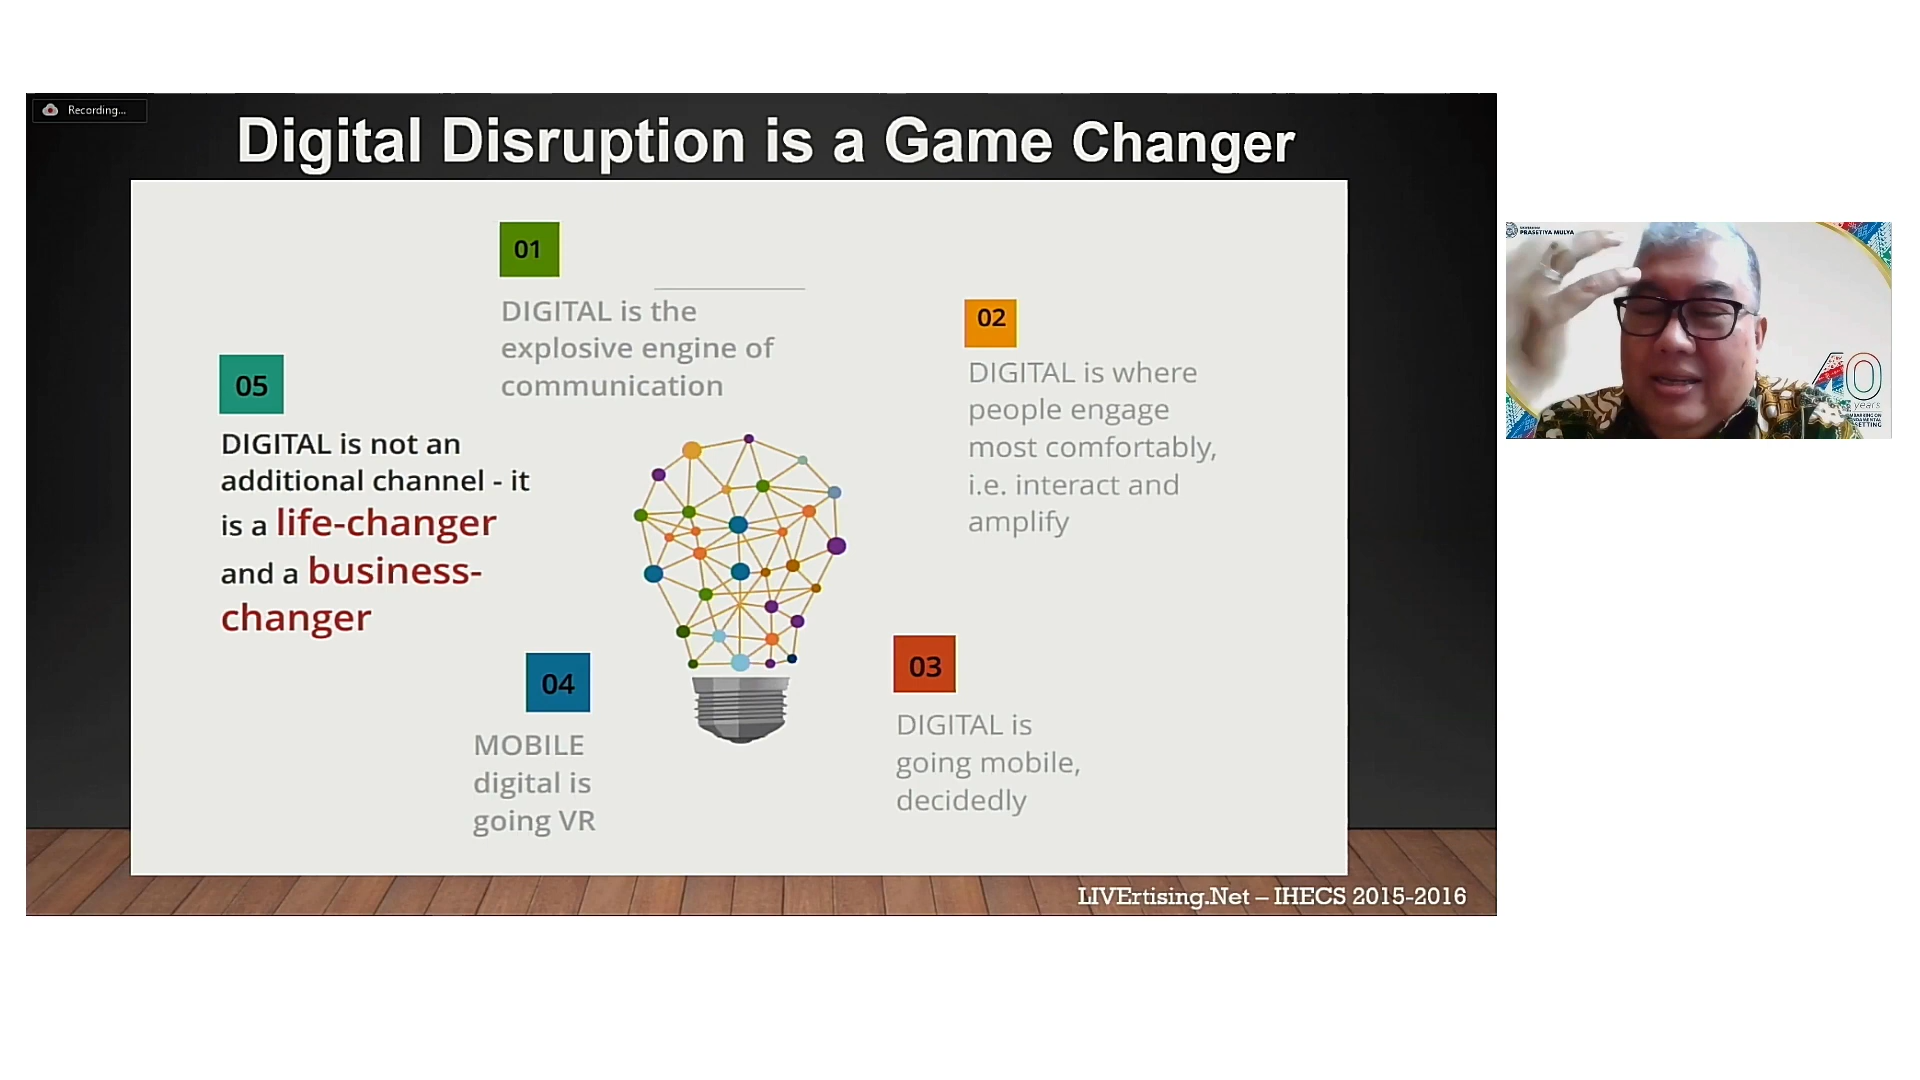 Recording...
Digital Disruption is a Game Changer
01
DIGITAL is the
explosive engine of
communication
02
DIGITAL is where
people engage
most comfortably,
i.e. interact and
amplify
03
DIGITAL is
going mobile,
decidedly
04
MOBILE
digital is
going VR
05
DIGITAL is not an
additional channel - it
is a life-changer
and a business-
changer
LIVErtising.Net – IHECS 2015-2016
PRASETIYA MULYA
40
years